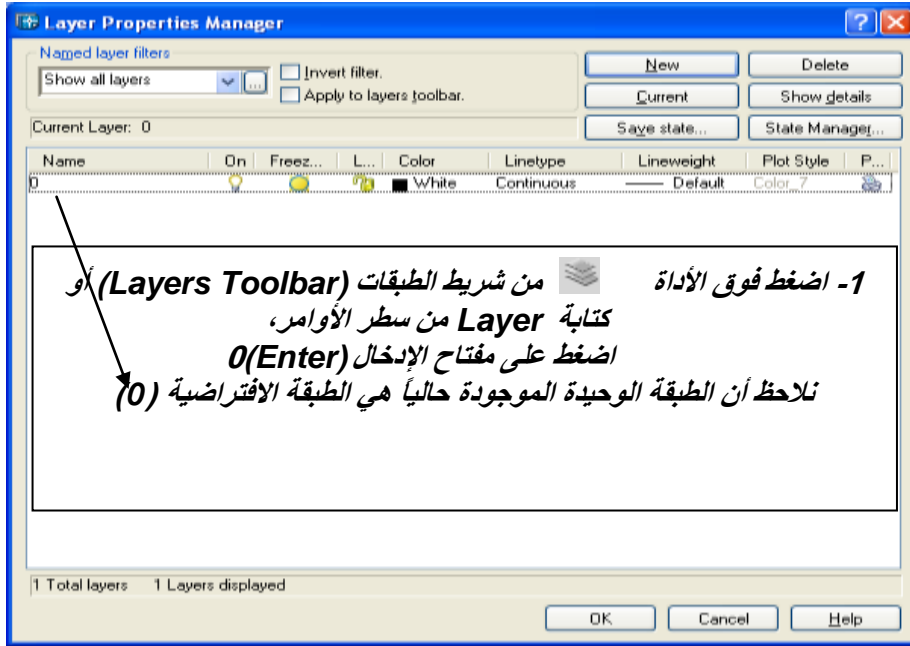 Layer Properties Manager
Named layer filters
Show all layers
...
Invert filter.
Apply to layers toolbar.
New
Delete
Current
Show details
Current Layer: 0
Save state...
State Manager...
Name On Freez... L... Color Linetype Lineweight Plot Style P...
0 White Continuous Default Color_7
1- اضغط فوق الأداة من شريط الطبقات (Layers Toolbar) أو
كتابة Layer من سطر الأوامر،
اضغط على مفتاح الإدخال (Enter)0
نلاحظ أن الطبقة الوحيدة الموجودة حالياً هي الطبقة الافتراضية (0)
1 Total layers 1 Layers displayed
OK
Cancel
Help